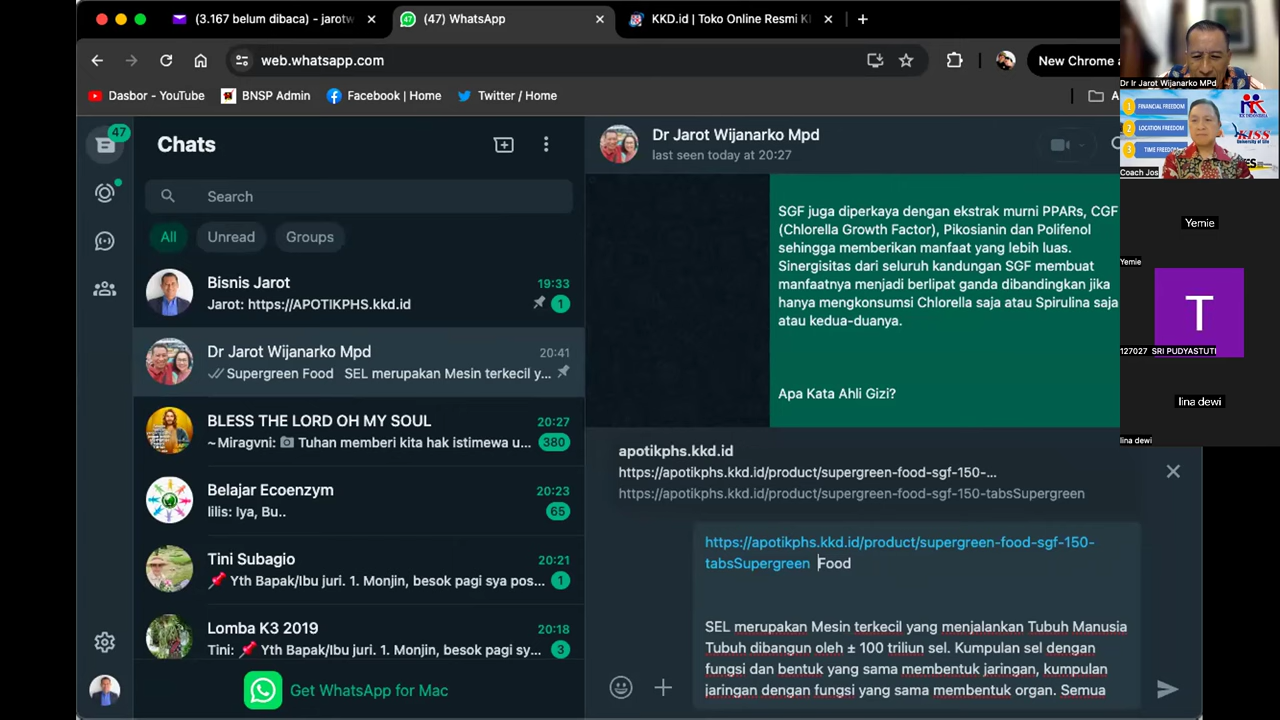 (3.167 belum dibaca) - jarotw
(47) WhatsApp
KKD.id | Toko Online Resmi K
web.whatsapp.com
New Chrome a
Dasbor - YouTube
BNSP Admin
Facebook | Home
Twitter / Home
47
Chats
Search
All
Unread
Groups
Bisnis Jarot
19:33
Jarot: https://APOTIKPHS.kkd.id
1
Dr Jarot Wijanarko Mpd
20:41
Supergreen Food SEL merupakan Mesin terkecil y...
BLESS THE LORD OH MY SOUL
20:27
~Miragvni: Tuhan memberi kita hak istimewa u...
380
Belajar Ecoenzym
20:23
lilis: Iya, Bu..
65
Tini Subagio
20:21
Yth Bapak/Ibu juri. 1. Monjin, besok pagi sya pos...
1
Lomba K3 2019
20:18
Tini: Yth Bapak/Ibu juri. 1. Monjin, besok pagi s...
3
Get WhatsApp for Mac
Dr Jarot Wijanarko Mpd
last seen today at 20:27
SGF juga diperkaya dengan ekstrak murni PPARs, CGF
(Chlorella Growth Factor), Pikosianin dan Polifenol
sehingga memberikan manfaat yang lebih luas.
Sinergisitas dari seluruh kandungan SGF membuat
manfaatnya menjadi berlipat ganda dibandingkan jika
hanya mengkonsumsi Chlorella saja atau Spirulina saja
atau kedua-duanya.
Apa Kata Ahli Gizi?
apotikphs.kkd.id
https://apotikphs.kkd.id/product/supergreen-food-sgf-150-...
https://apotikphs.kkd.id/product/supergreen-food-sgf-150-tabsSupergreen
https://apotikphs.kkd.id/product/supergreen-food-sgf-150-
tabsSupergreen Food
SEL merupakan Mesin terkecil yang menjalankan Tubuh Manusia
Tubuh dibangun oleh ± 100 triliun sel. Kumpulan sel dengan
fungsi dan bentuk yang sama membentuk jaringan, kumpulan
jaringan dengan fungsi yang sama membentuk organ. Semua
Dr Ir Jarot Wijanarko MPd
1 FINANCIAL FREEDOM
2 LOCATION FREEDOM
3 TIME FREEDOM
KISS
University of Life
Coach Jos
Yemie
Yemie
T
127027 SRI PUDYASTUTI
lina dewi
lina dewi